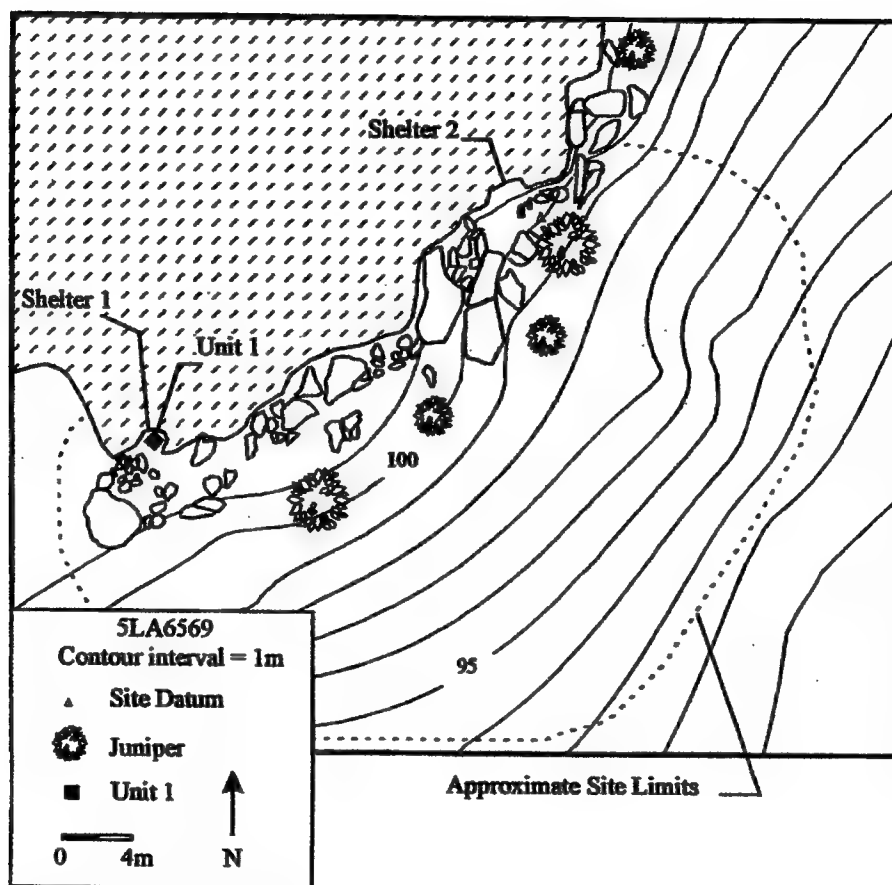 Shelter 2
Shelter 1
Unit 1
100
95
5LA6569
Contour interval = 1m
Site Datum
Juniper
Unit 1
0 4m
N
Approximate Site Limits